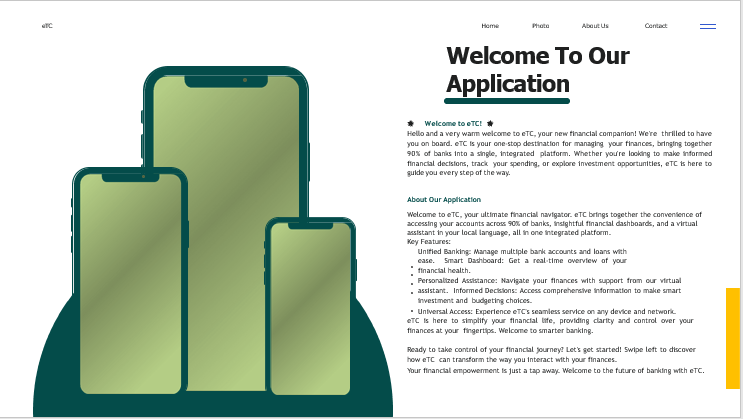 eTC
Home Photo About Us Contact
Welcome To Our
Application
Welcome to eTC!
Hello and a very warm welcome to eTC, your new financial companion! We're thrilled to have
you on board. eTC is your one-stop destination for managing your finances, bringing together
90% of banks into a single, integrated platform. Whether you're looking to make informed
financial decisions, track your spending, or explore investment opportunities, eTC is here to
guide you every step of the way.
About Our Application
Welcome to eTC, your ultimate financial navigator. eTC brings together the convenience of
accessing your accounts across 90% of banks, insightful financial dashboards, and a virtual
assistant in your local language, all in one integrated platform.
Key Features:
Unified Banking: Manage multiple bank accounts and loans with
ease. Smart Dashboard: Get a real-time overview of your
• financial health.
• Personalized Assistance: Navigate your finances with support from our virtual
• assistant. Informed Decisions: Access comprehensive information to make smart
investment and budgeting choices.
• Universal Access: Experience eTC's seamless service on any device and network.
eTC is here to simplify your financial life, providing clarity and control over your
finances at your fingertips. Welcome to smarter banking.
Ready to take control of your financial journey? Let's get started! Swipe left to discover
how eTC can transform the way you interact with your finances.
Your financial empowerment is just a tap away. Welcome to the future of banking with eTC.